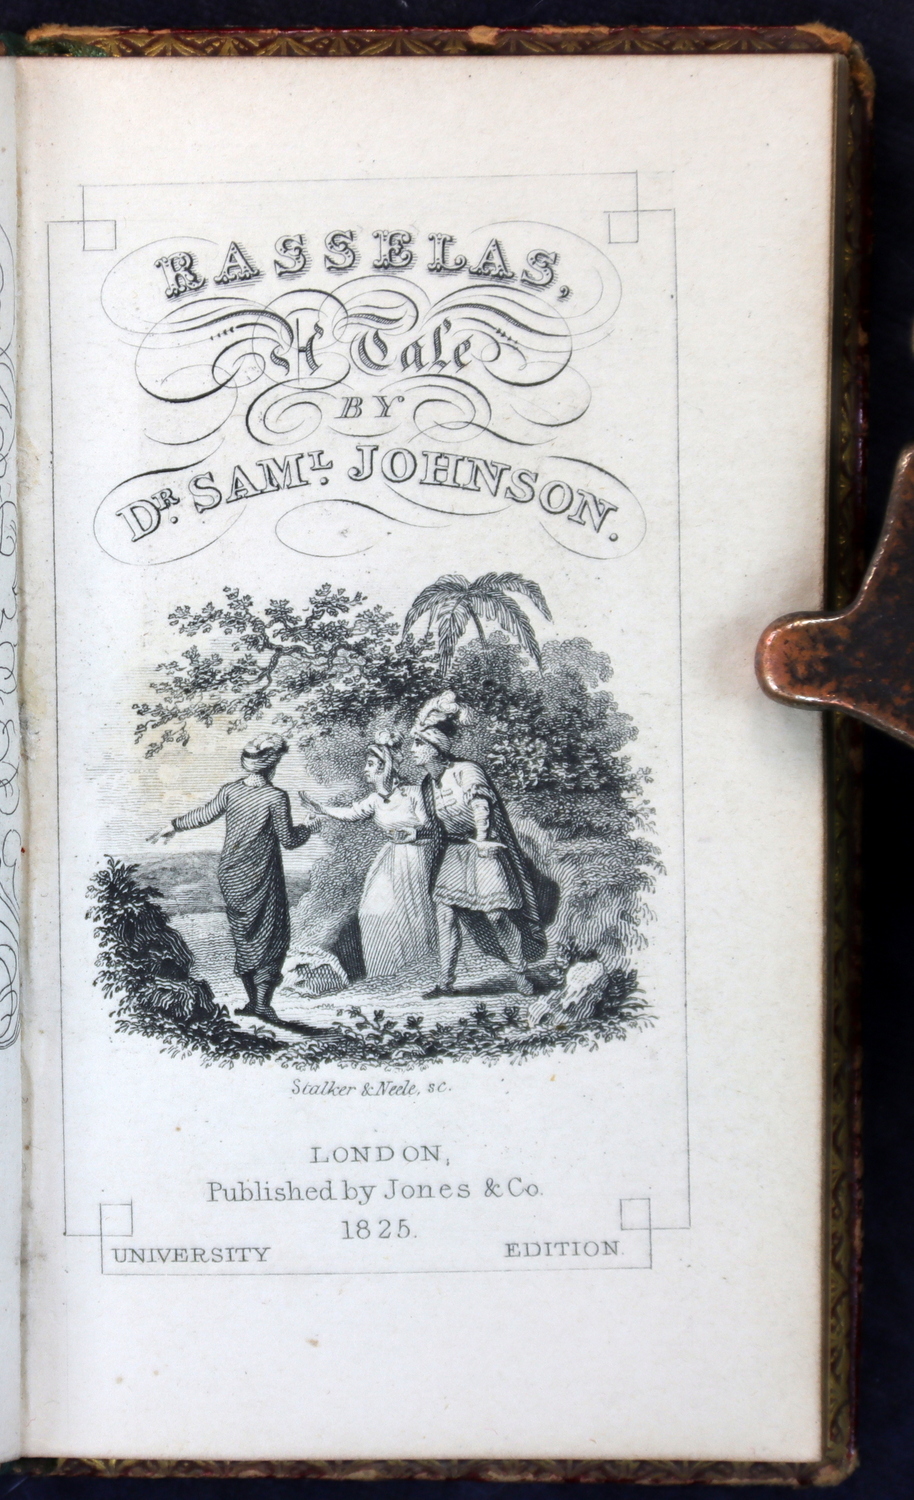 RASSELAS,
A Tale
BY
DR. SAML. JOHNSON.
Stalker & Neele, sc.
LONDON,
Published by Jones & Co.
1825.
UNIVERSITY EDITION.